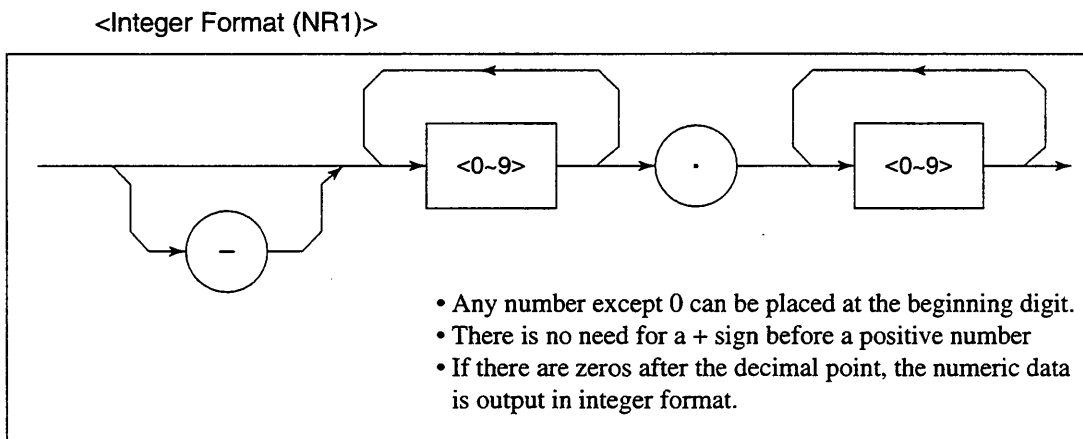 <Integer Format (NR1)>
<0~9> . <0~9>
–
• Any number except 0 can be placed at the beginning digit.
• There is no need for a + sign before a positive number
• If there are zeros after the decimal point, the numeric data
is output in integer format.